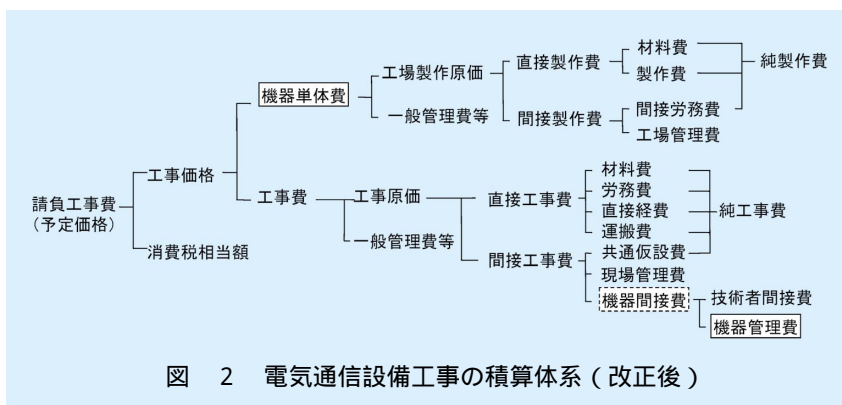 材料費
工場製作原価 直接製作費 製作費 純製作費
機器単体費
一般管理費等 間接製作費 間接労務費
工場管理費
工事価格
請負工事費
(予定価格)
消費税相当額
工事費 工事原価 直接工事費 材料費
労務費
直接経費 純工事費
運搬費
一般管理費等
間接工事費 共通仮設費
現場管理費
機器間接費 技術者間接費
機器管理費
図 2 電気通信設備工事の積算体系(改正後)